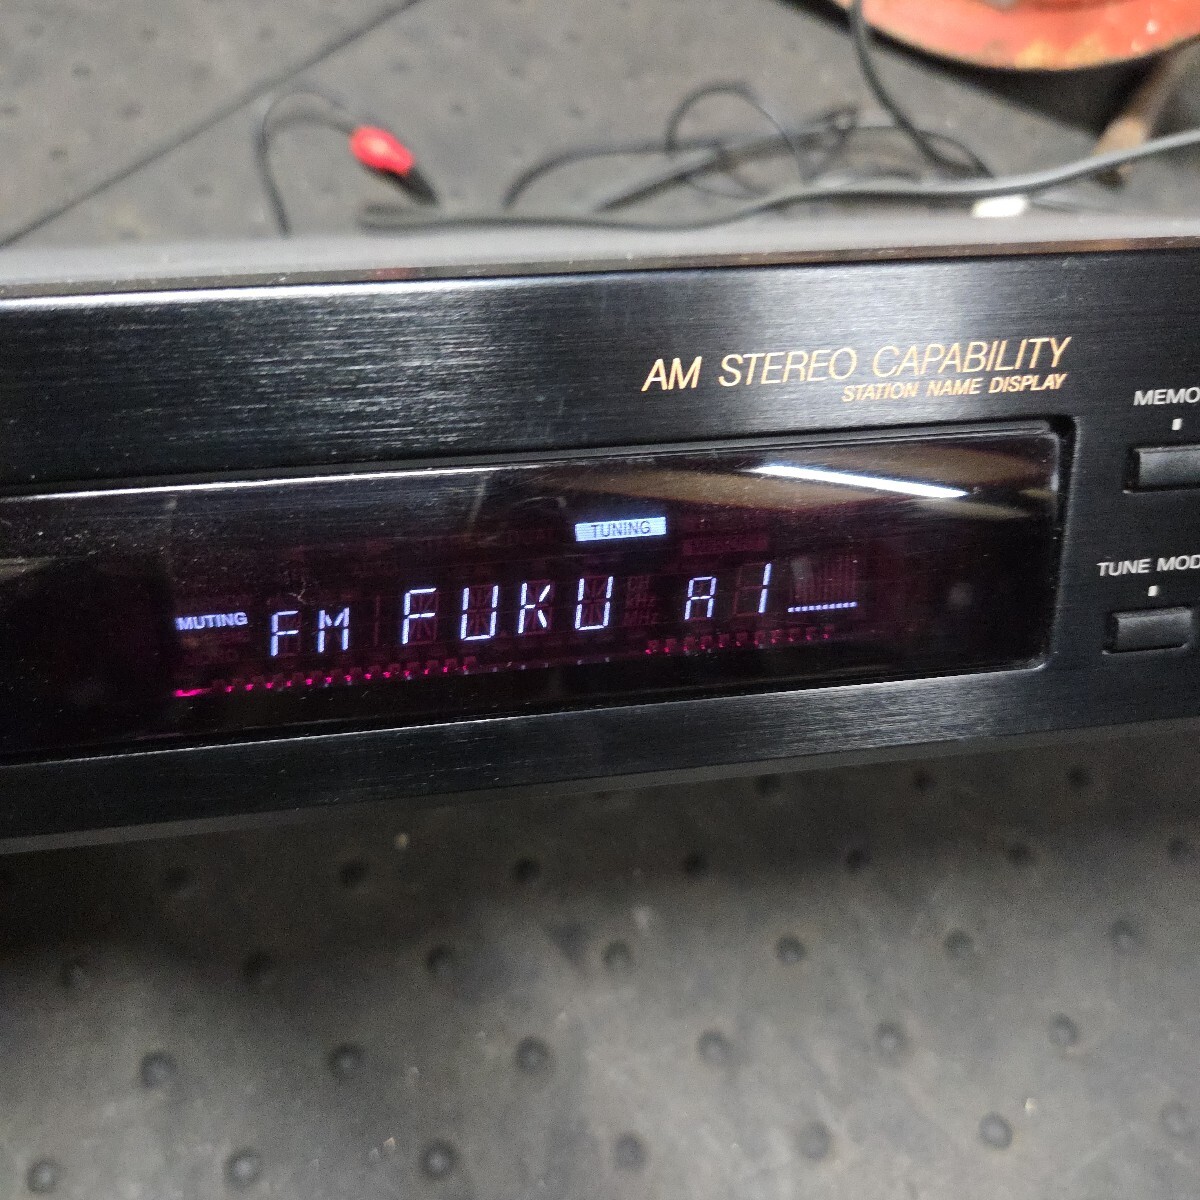 AM STEREO CAPABILITY
STATION NAME DISPLAY
MEMO
TUNE MOD
TUNING
MUTING FM FUKU A1